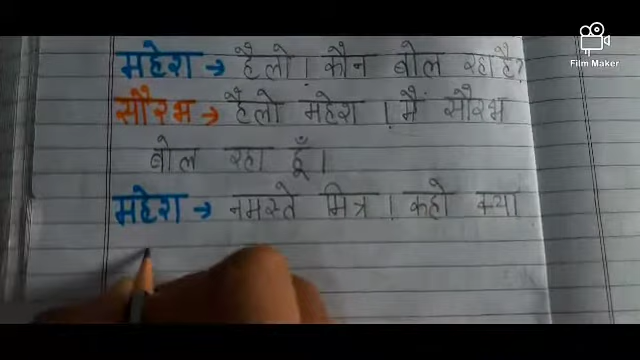 महेश → हैलो । कौन बोल रहा है?
सौरभ → हैलो महेश । मैं सौरभ
बोल रहा हूँ।
महेश → नमस्ते मित्र । कहो क्या
Film Maker